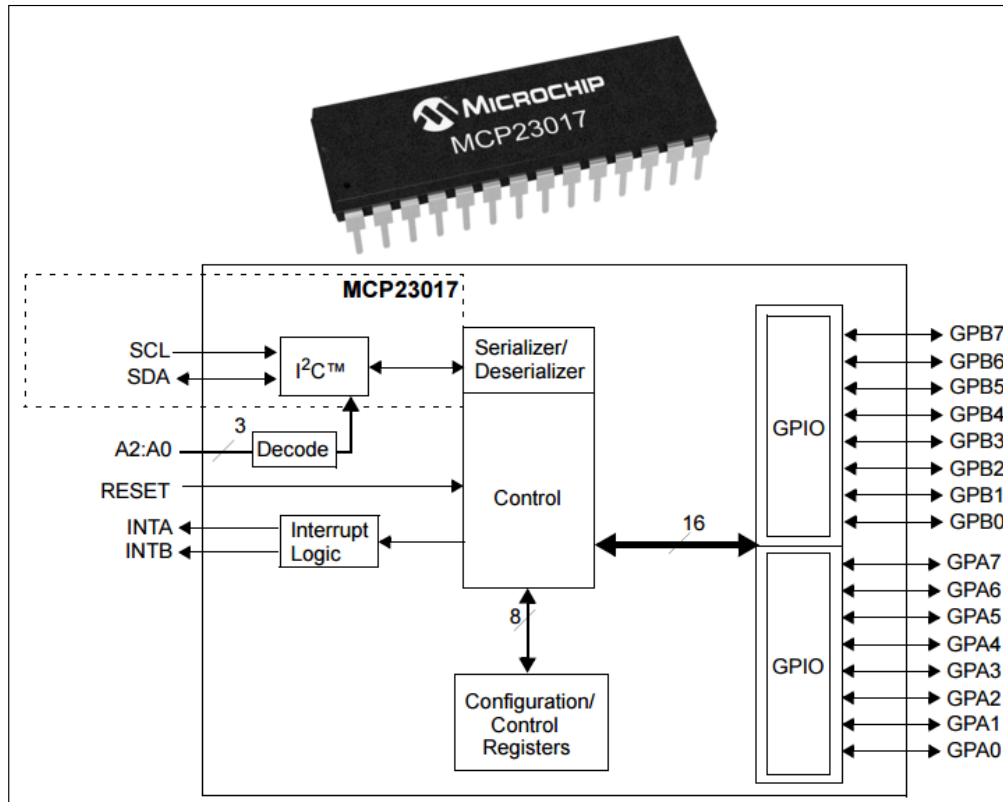 MICROCHIP
MCP23017
MCP23017
SCL
SDA
I²C™
Serializer/
Deserializer
3
A2:A0
Decode
RESET
Control
INTA
INTB
Interrupt
Logic
16
8
Configuration/
Control
Registers
GPIO
GPB7
GPB6
GPB5
GPB4
GPB3
GPB2
GPB1
GPB0
GPIO
GPA7
GPA6
GPA5
GPA4
GPA3
GPA2
GPA1
GPA0